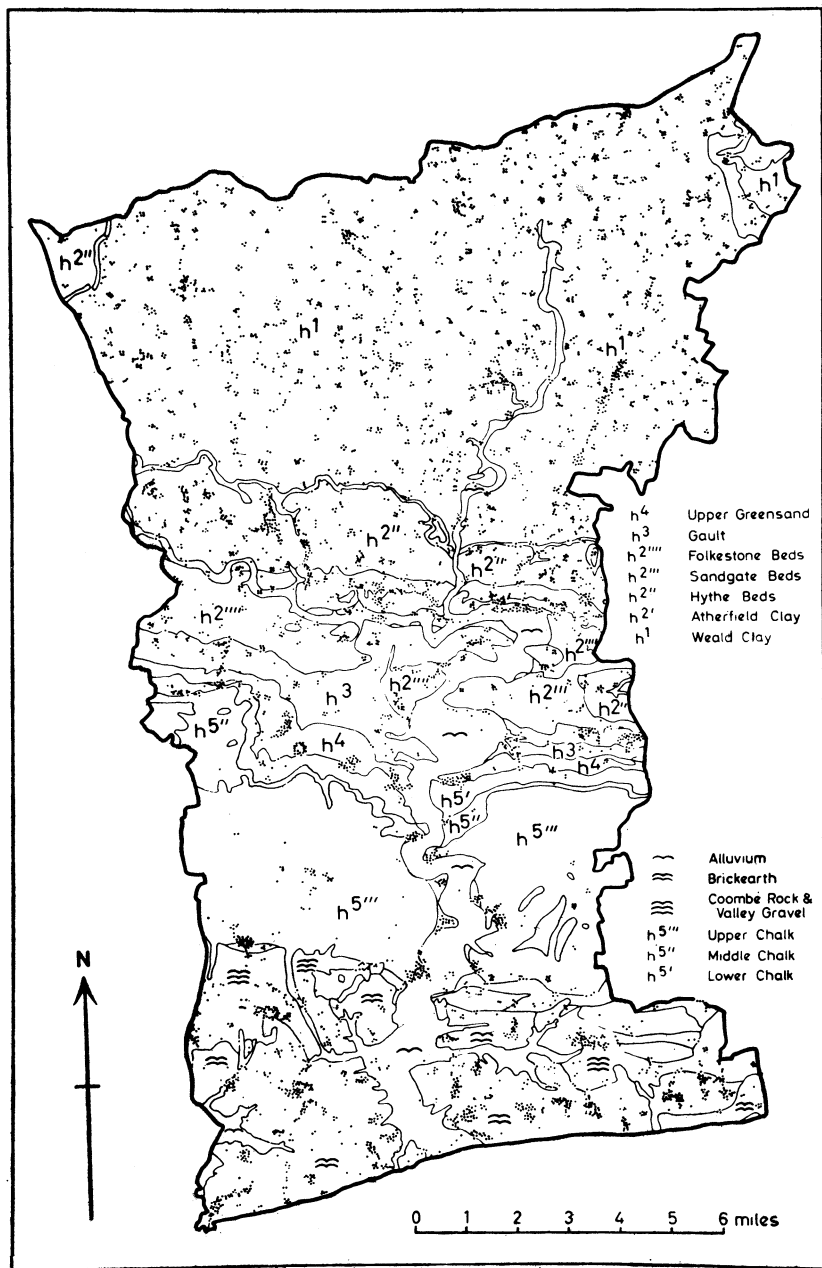 h1
h2''
h1
h1
h2''
h2''
h4 Upper Greensand
h3 Gault
h2'''' Folkestone Beds
h2''' Sandgate Beds
h2'' Hythe Beds
h2' Atherfield Clay
h1 Weald Clay
h2''''
h2''''
h3
h2''''
h2'''
h2''
h5''
h4
h3
h4
h5'
h5''
h5'''
h5'''
Alluvium
Brickearth
Coombe Rock &
Valley Gravel
h5''' Upper Chalk
h5'' Middle Chalk
h5' Lower Chalk
N
0 1 2 3 4 5 6 miles